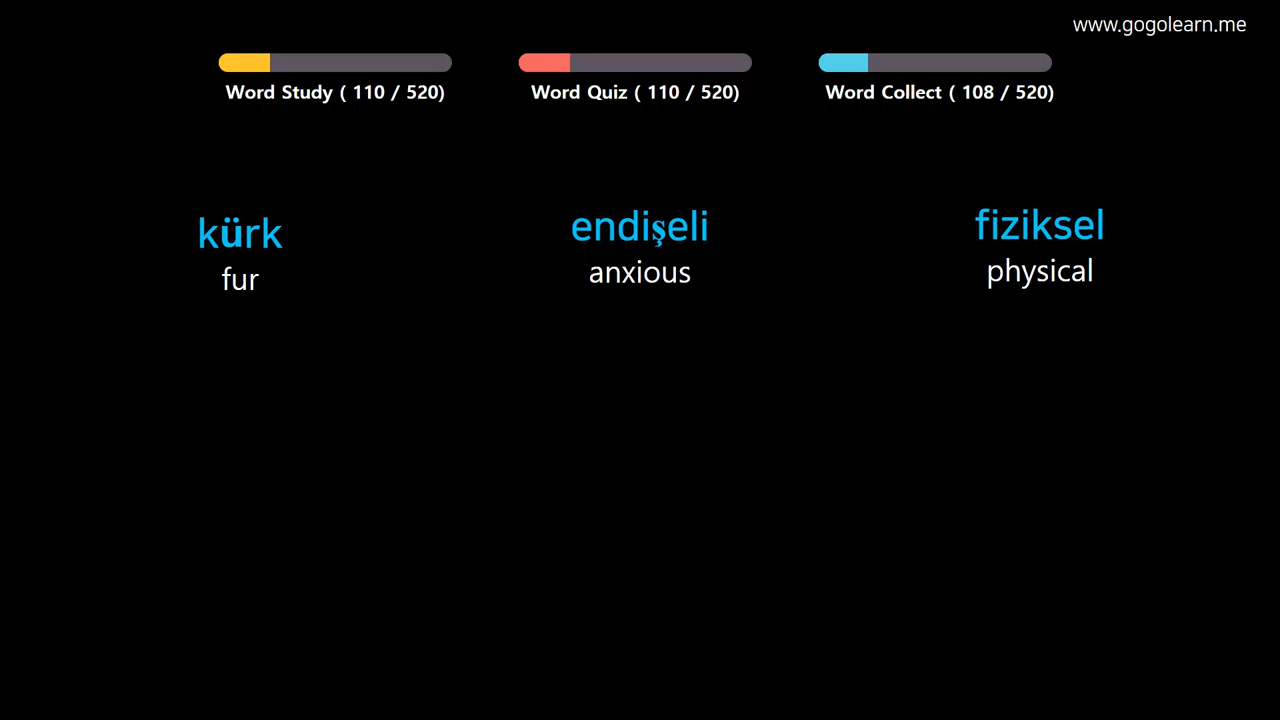 www.gogolearn.me
Word Study ( 110 / 520)
Word Quiz ( 110 / 520)
Word Collect ( 108 / 520)
kürk
fur
endişeli
anxious
fiziksel
physical